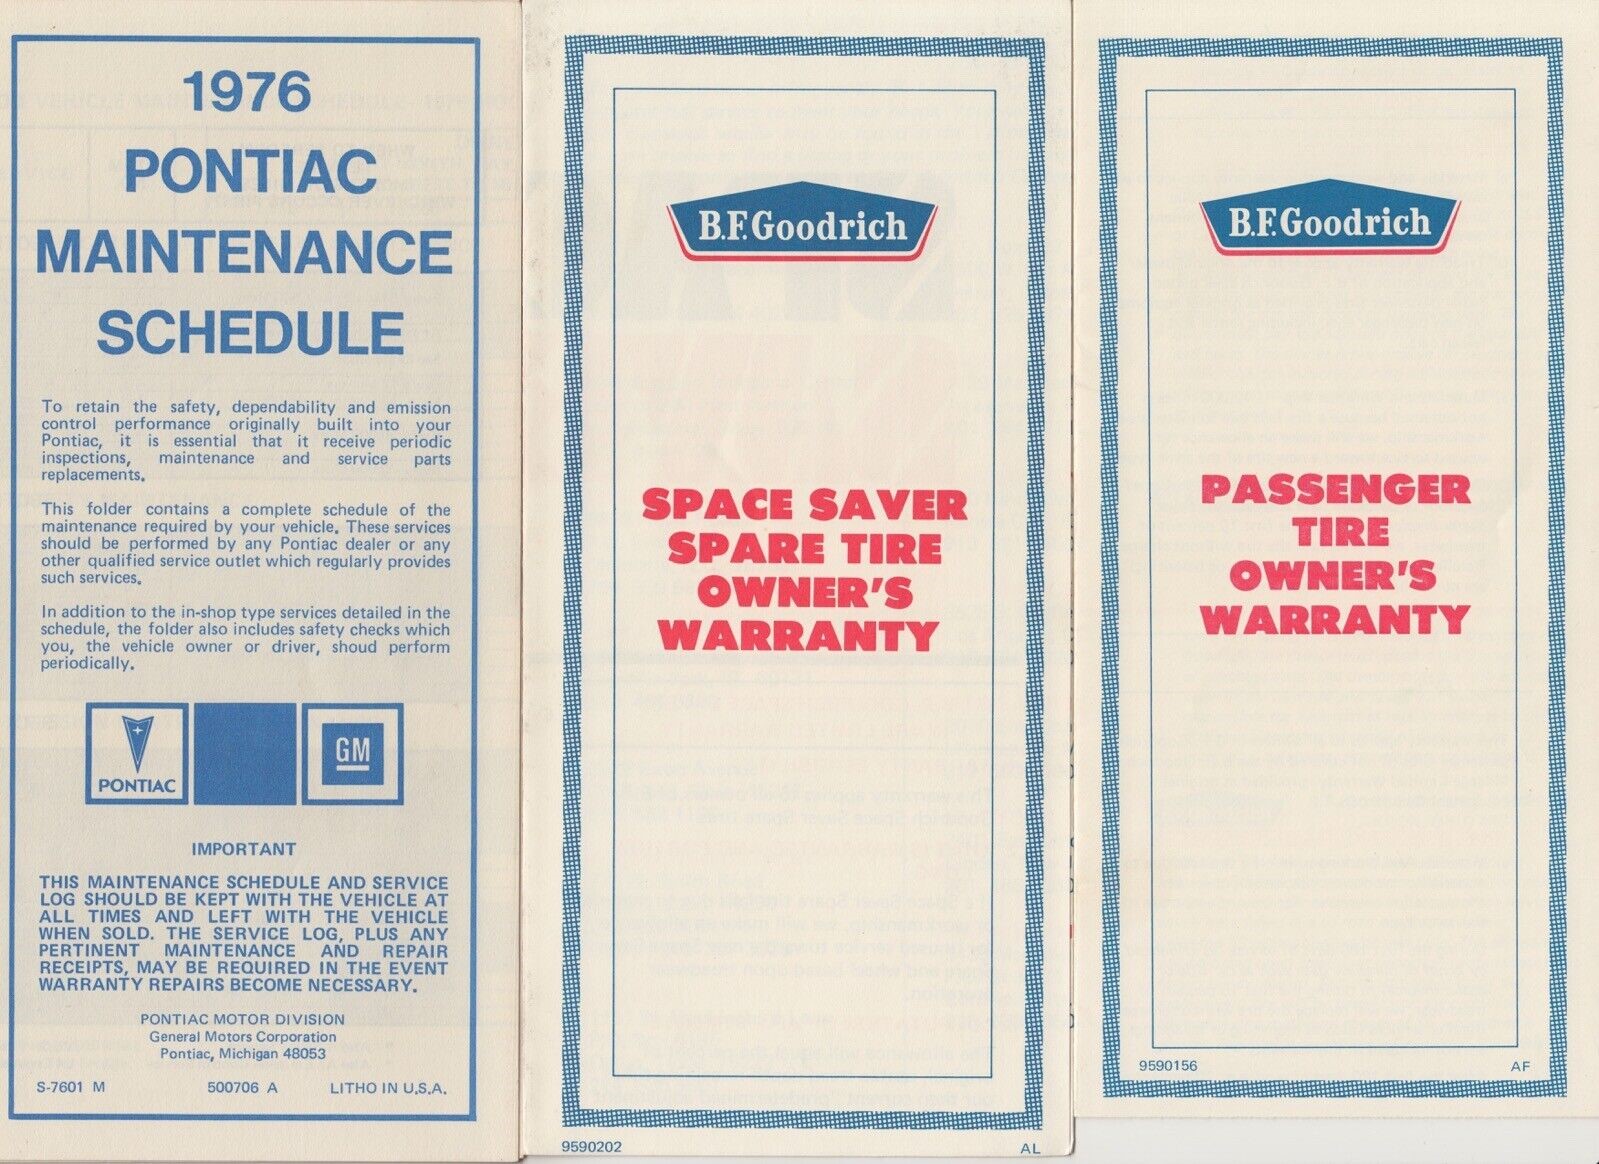 1976
PONTIAC
MAINTENANCE
SCHEDULE
To retain the safety, dependability and emission
control performance originally built into your
Pontiac, it is essential that it receive periodic
inspections, maintenance and service parts
replacements.
This folder contains a complete schedule of the
maintenance required by your vehicle. These services
should be performed by any Pontiac dealer or any
other qualified service outlet which regularly provides
such services.
In addition to the in-shop type services detailed in the
schedule, the folder also includes safety checks which
you, the vehicle owner or driver, shoud perform
periodically.
PONTIAC
GM
IMPORTANT
THIS MAINTENANCE SCHEDULE AND SERVICE
LOG SHOULD BE KEPT WITH THE VEHICLE AT
ALL TIMES AND LEFT WITH THE VEHICLE
WHEN SOLD. THE SERVICE LOG, PLUS ANY
PERTINENT MAINTENANCE AND REPAIR
RECEIPTS, MAY BE REQUIRED IN THE EVENT
WARRANTY REPAIRS BECOME NECESSARY.
PONTIAC MOTOR DIVISION
General Motors Corporation
Pontiac, Michigan 48053
S-7601 M 500706 A LITHO IN U.S.A.
B.F.Goodrich
SPACE SAVER
SPARE TIRE
OWNER'S
WARRANTY
9590202 AL
B.F.Goodrich
PASSENGER
TIRE
OWNER'S
WARRANTY
9590156 AF